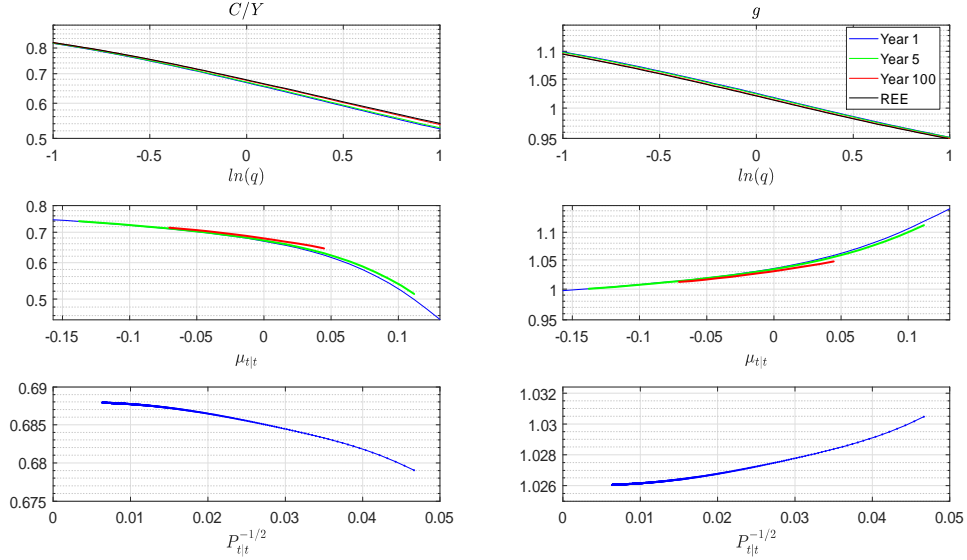 C/Y
0.8
0.7
0.6
0.5
-1 -0.5 0 0.5 1
ln(q)
g
1.1
1.05
1
0.95
-1 -0.5 0 0.5 1
ln(q)
Year 1
Year 5
Year 100
REE
0.8
0.7
0.6
0.5
-0.15 -0.1 -0.05 0 0.05 0.1
μ_{t|t}
1.1
1.05
1
0.95
-0.15 -0.1 -0.05 0 0.05 0.1
μ_{t|t}
0.69
0.685
0.68
0.675
0 0.01 0.02 0.03 0.04 0.05
P_{t|t}^{-1/2}
1.032
1.03
1.028
1.026
0 0.01 0.02 0.03 0.04 0.05
P_{t|t}^{-1/2}